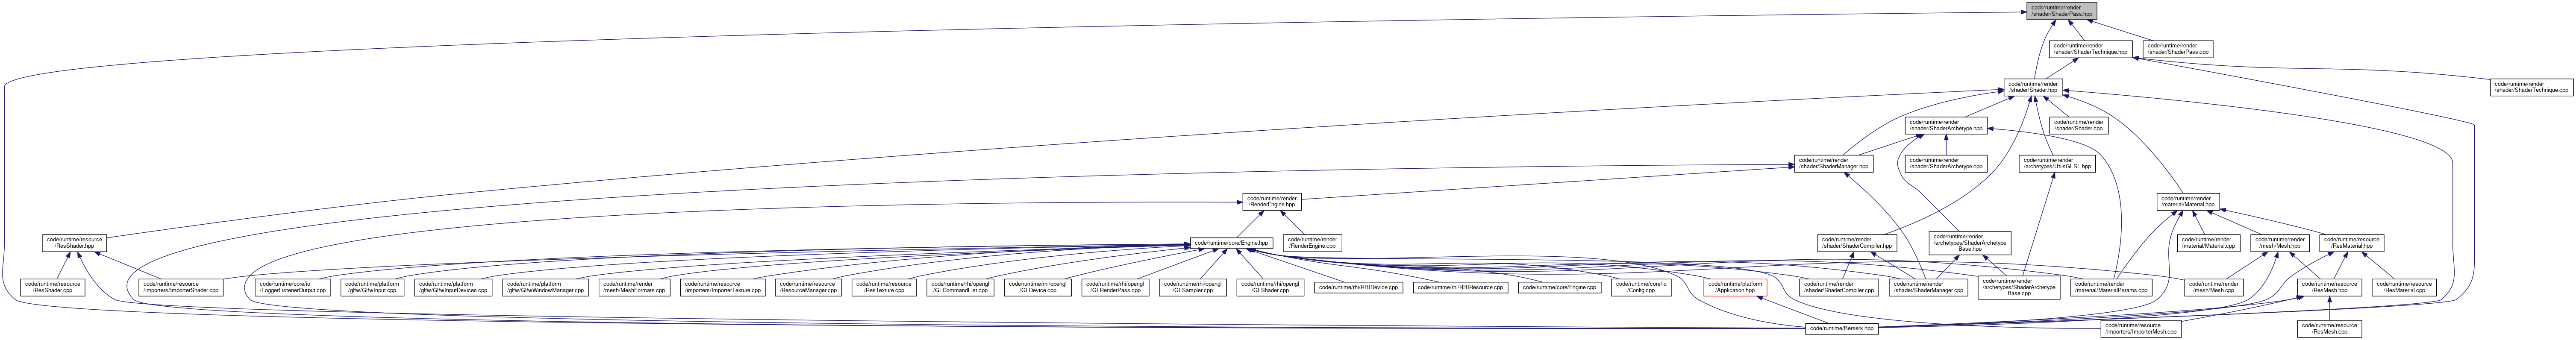 code/runtime/render
/shader/ShaderPass.hpp
code/runtime/render
/shader/ShaderTechnique.hpp
code/runtime/render
/shader/ShaderPass.cpp
code/runtime/render
/shader/Shader.hpp
code/runtime/render
/shader/ShaderTechnique.cpp
code/runtime/render
/shader/ShaderArchetype.hpp
code/runtime/render
/shader/Shader.cpp
code/runtime/render
/shader/ShaderManager.hpp
code/runtime/render
/shader/ShaderArchetype.cpp
code/runtime/render
/archetypes/UtilsGLSL.hpp
code/runtime/render
/RenderEngine.hpp
code/runtime/render
/material/Material.hpp
code/runtime/resource
/ResShader.hpp
code/runtime/core/Engine.hpp
code/runtime/render
/RenderEngine.cpp
code/runtime/render
/shader/ShaderCompiler.hpp
code/runtime/render
/archetypes/ShaderArchetype
Base.hpp
code/runtime/render
/material/Material.cpp
code/runtime/render
/mesh/Mesh.hpp
code/runtime/resource
/ResMaterial.hpp
code/runtime/resource
/ResShader.cpp
code/runtime/resource
/importers/ImporterShader.cpp
code/runtime/core/io
/LoggerListenerOutput.cpp
code/runtime/platform
/glfw/GlfwInput.cpp
code/runtime/platform
/glfw/GlfwInputDevices.cpp
code/runtime/platform
/glfw/GlfwWindowManager.cpp
code/runtime/render
/mesh/MeshFormats.cpp
code/runtime/resource
/importers/ImporterTexture.cpp
code/runtime/resource
/ResourceManager.cpp
code/runtime/resource
/ResTexture.cpp
code/runtime/rhi/opengl
/GLCommandList.cpp
code/runtime/rhi/opengl
/GLDevice.cpp
code/runtime/rhi/opengl
/GLRenderPass.cpp
code/runtime/rhi/opengl
/GLSampler.cpp
code/runtime/rhi/opengl
/GLShader.cpp
code/runtime/rhi/RHIDevice.cpp
code/runtime/rhi/RHIResource.cpp
code/runtime/core/Engine.cpp
code/runtime/core/io
/Config.cpp
code/runtime/platform
/Application.hpp
code/runtime/render
/shader/ShaderCompiler.cpp
code/runtime/render
/shader/ShaderManager.cpp
code/runtime/render
/archetypes/ShaderArchetype
Base.cpp
code/runtime/render
/material/MaterialParams.cpp
code/runtime/render
/mesh/Mesh.cpp
code/runtime/resource
/ResMesh.hpp
code/runtime/resource
/ResMaterial.cpp
code/runtime/Berserk.hpp
code/runtime/resource
/importers/ImporterMesh.cpp
code/runtime/resource
/ResMesh.cpp